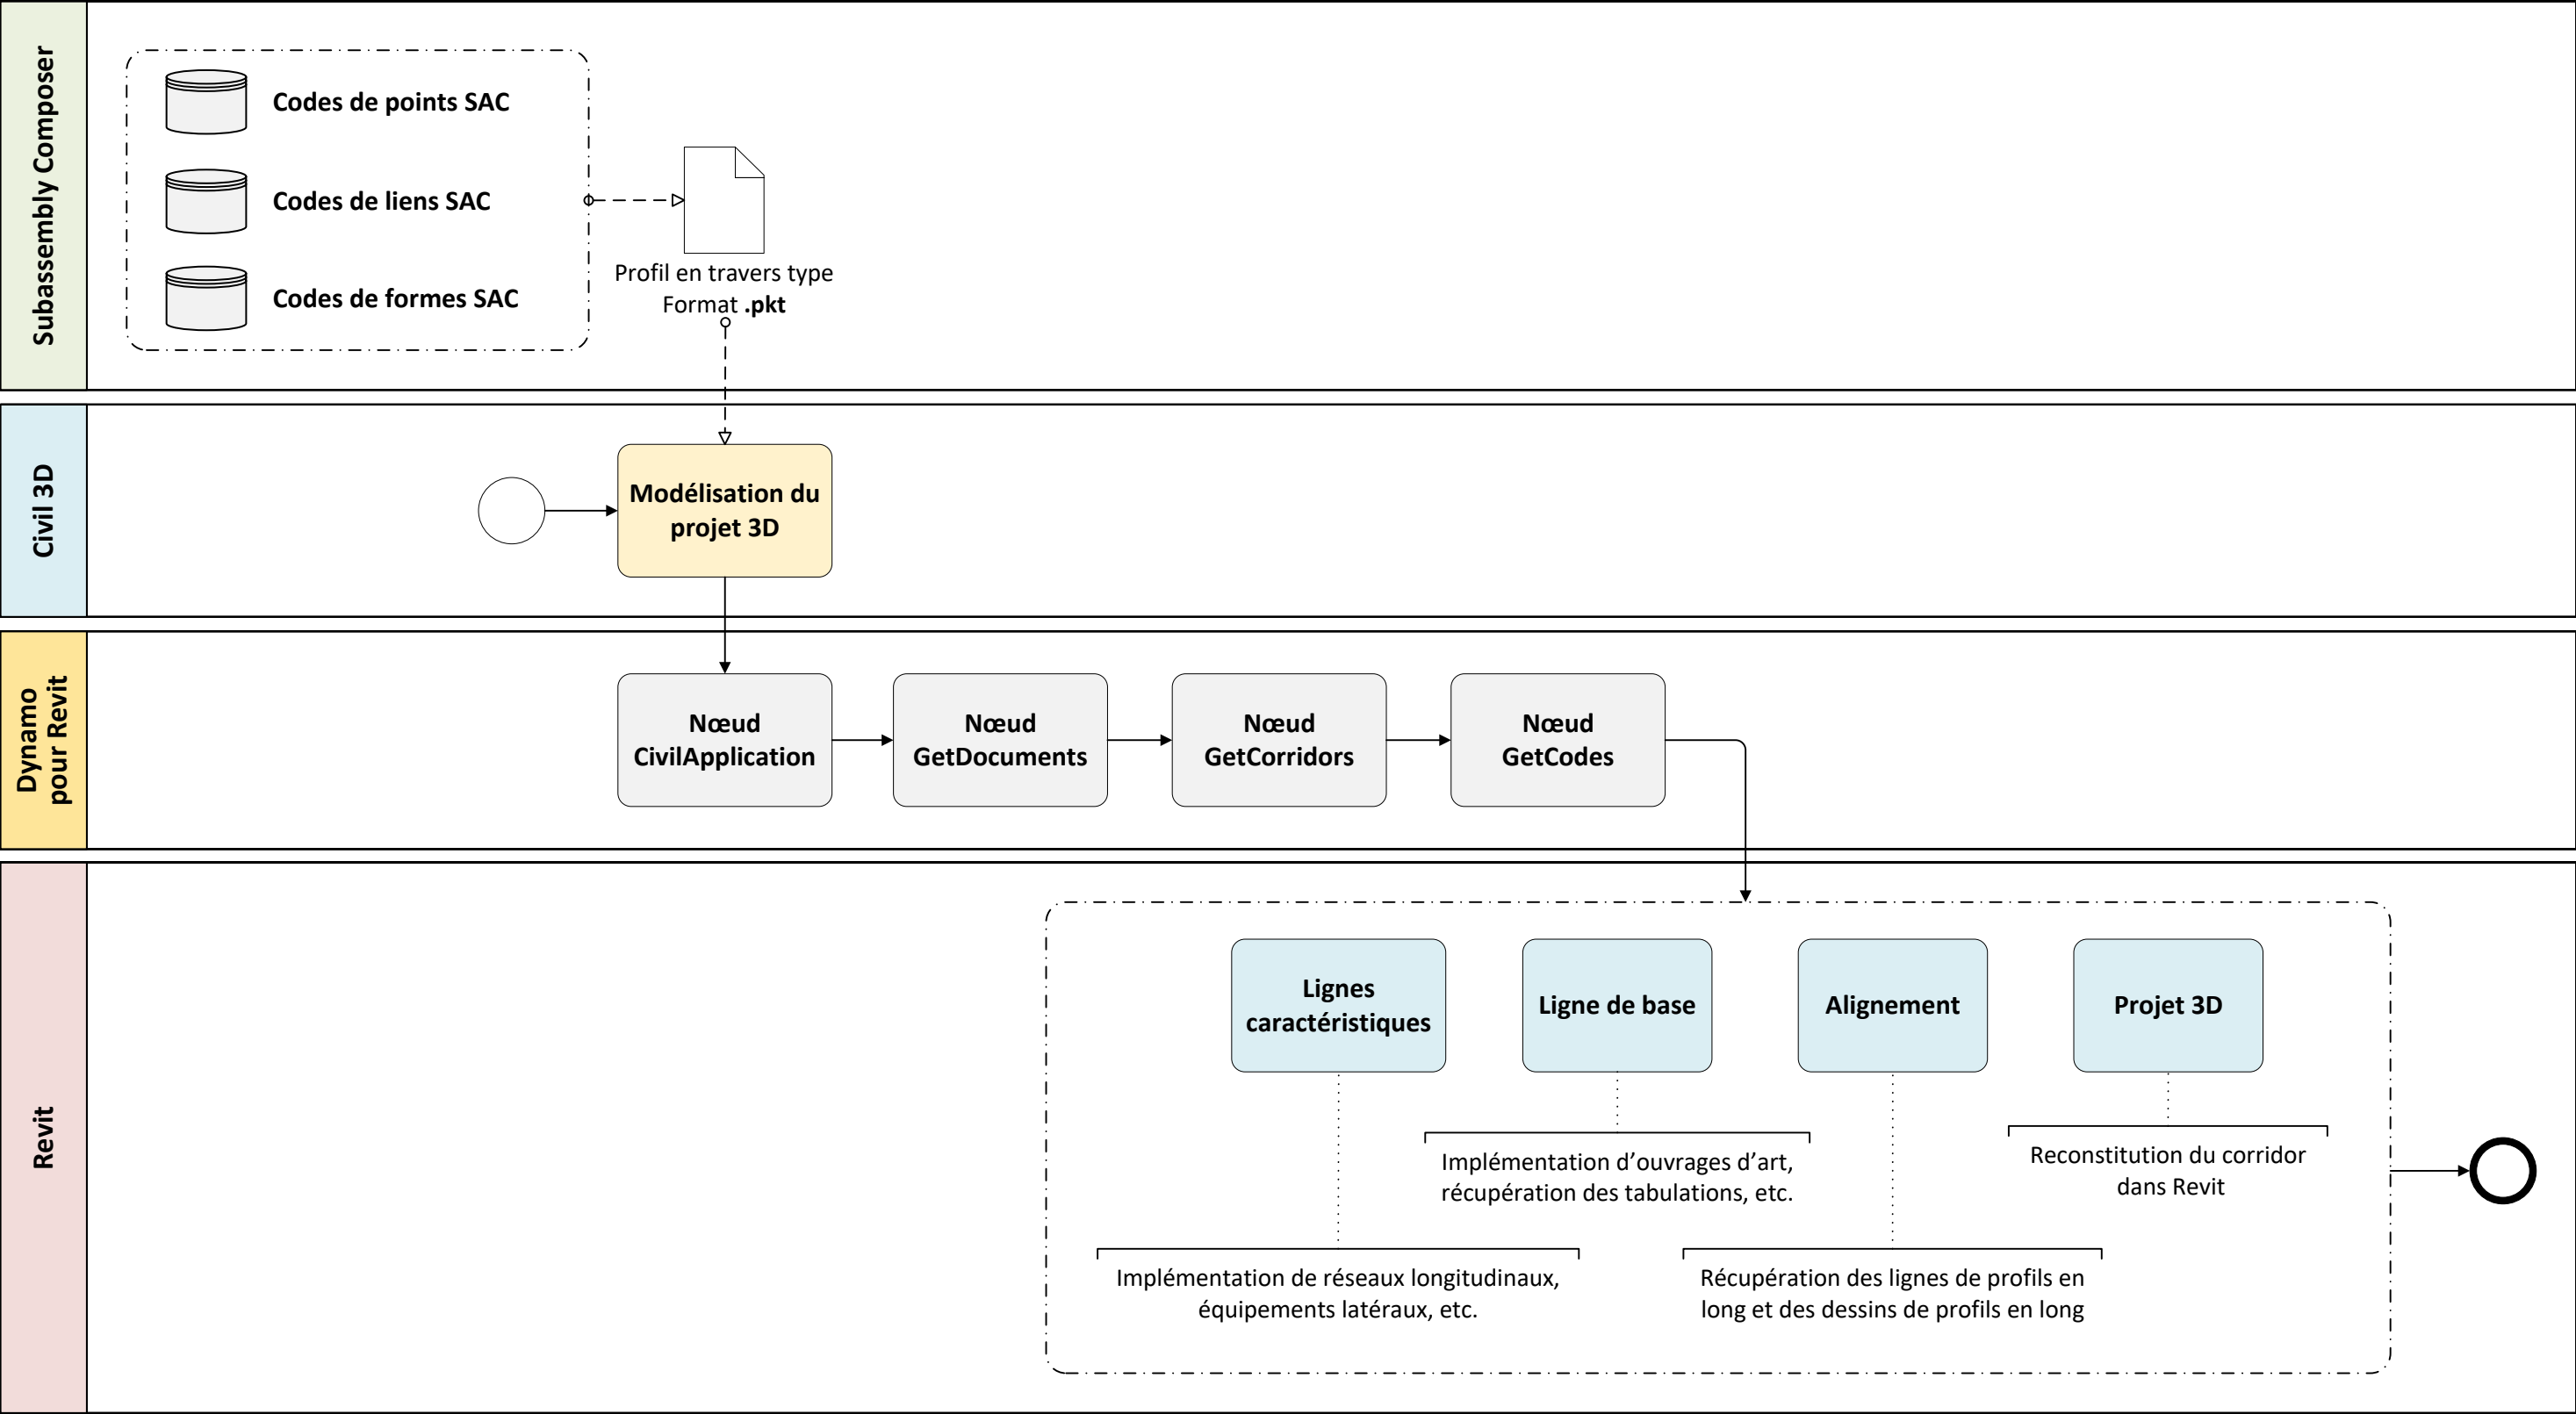 Subassembly Composer
Codes de points SAC
Codes de liens SAC
Codes de formes SAC
Profil en travers type
Format .pkt
Civil 3D
Modélisation du
projet 3D
Dynamo
pour Revit
Nœud
CivilApplication
Nœud
GetDocuments
Nœud
GetCorridors
Nœud
GetCodes
Revit
Lignes
caractéristiques
Ligne de base
Alignement
Projet 3D
Implémentation d’ouvrages d’art,
récupération des tabulations, etc.
Reconstitution du corridor
dans Revit
Implémentation de réseaux longitudinaux,
équipements latéraux, etc.
Récupération des lignes de profils en
long et des dessins de profils en long